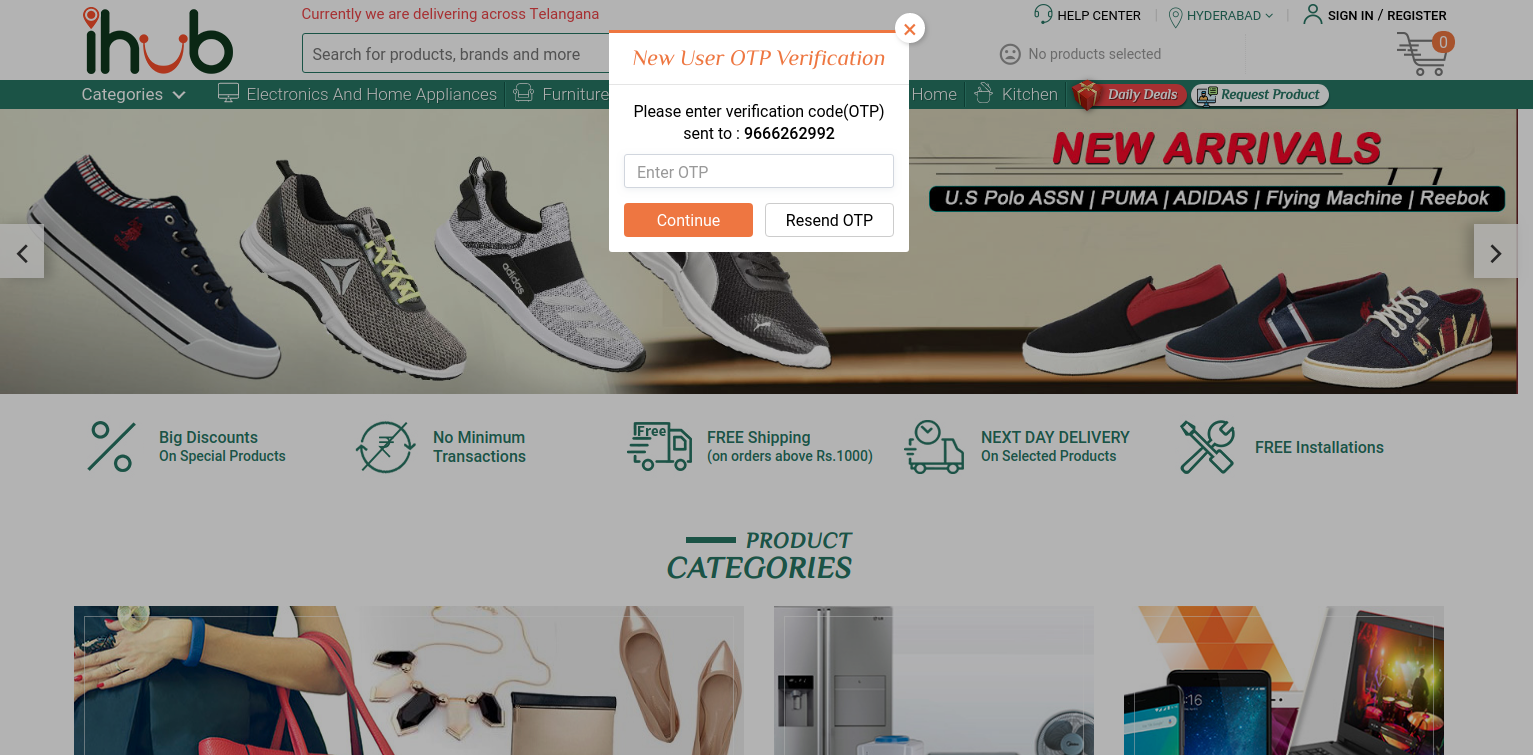 Currently we are delivering across Telangana
HELP CENTER
HYDERABAD
SIGN IN / REGISTER
ihub
Search for products, brands and more
No products selected
0
Categories
Electronics And Home Appliances
Furniture
Home
Kitchen
Daily Deals
Request Product
New User OTP Verification
Please enter verification code(OTP)
sent to : 9666262992
Enter OTP
Continue
Resend OTP
NEW ARRIVALS
U.S Polo ASSN | PUMA | ADIDAS | Flying Machine | Reebok
adidas
Big Discounts
On Special Products
No Minimum
Transactions
Free
FREE Shipping
(on orders above Rs.1000)
NEXT DAY DELIVERY
On Selected Products
FREE Installations
PRODUCT
CATEGORIES
:16